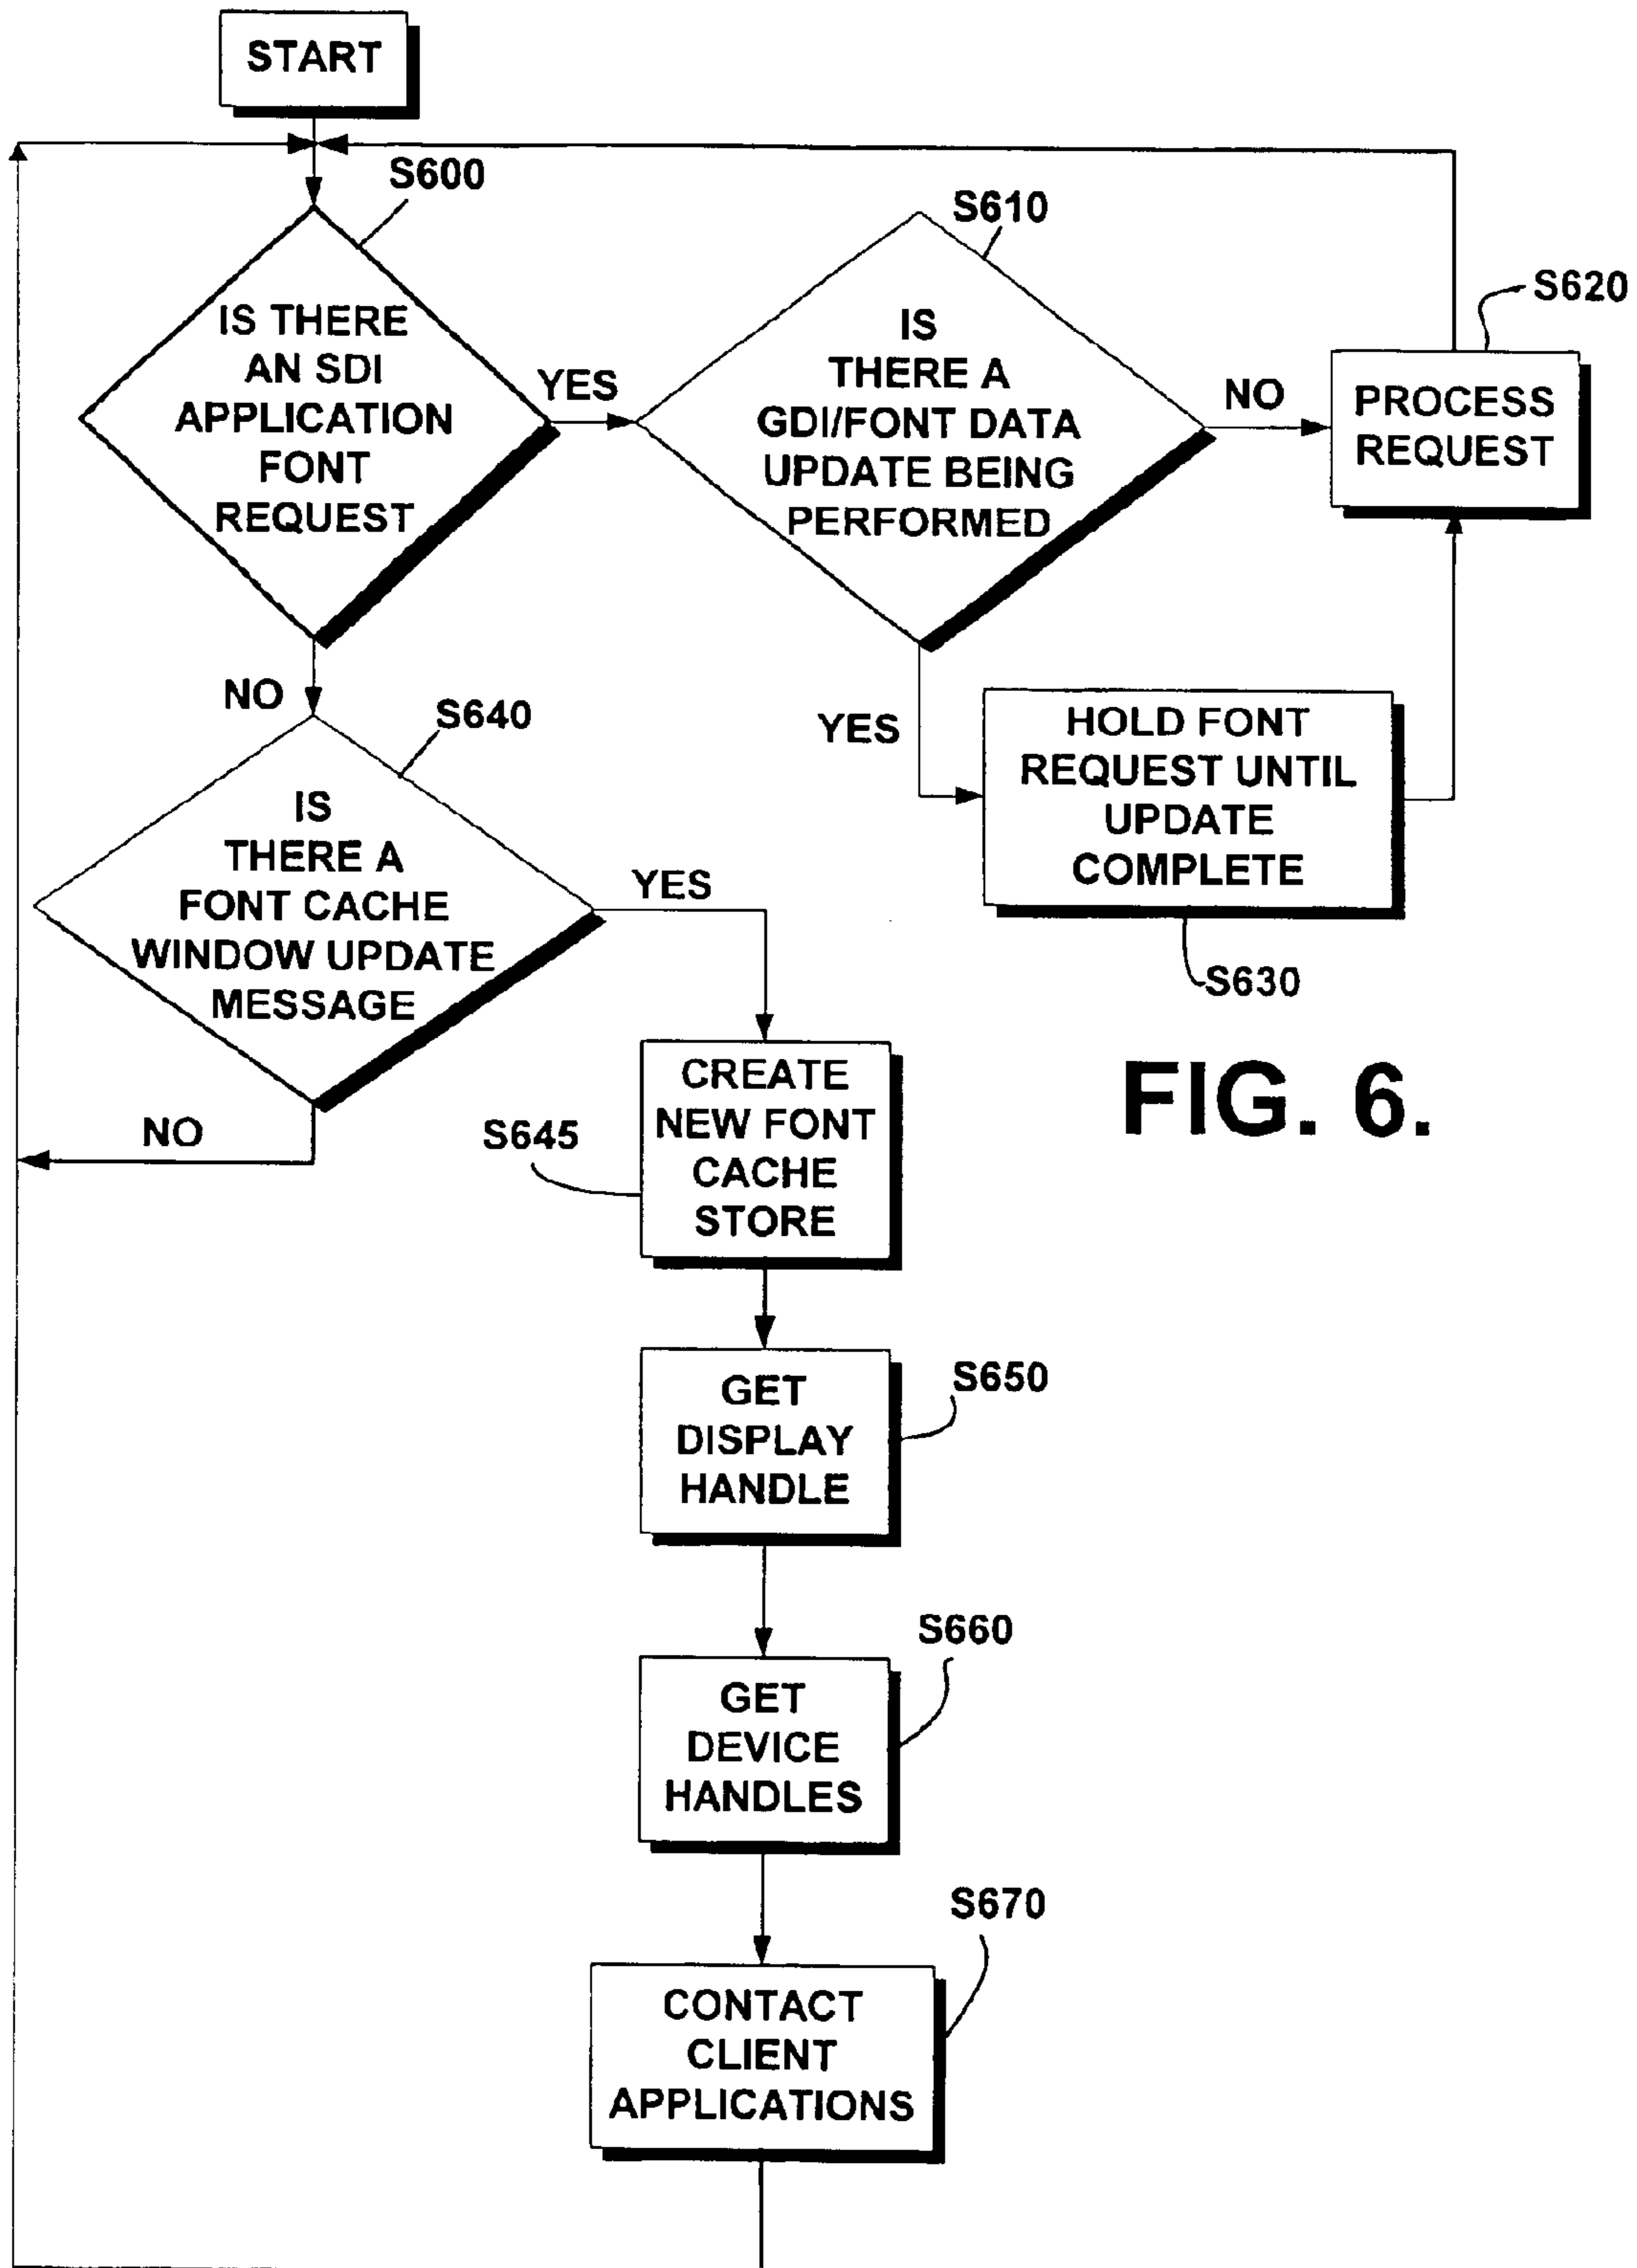 START
S600
IS THERE
AN SDI
APPLICATION
FONT
REQUEST
YES
S610
IS
THERE A
GDI/FONT DATA
UPDATE BEING
PERFORMED
NO
S620
PROCESS
REQUEST
YES
HOLD FONT
REQUEST UNTIL
UPDATE
COMPLETE
S630
NO
S640
IS
THERE A
FONT CACHE
WINDOW UPDATE
MESSAGE
YES
NO
S645
CREATE
NEW FONT
CACHE
STORE
FIG. 6.
S650
GET
DISPLAY
HANDLE
S660
GET
DEVICE
HANDLES
S670
CONTACT
CLIENT
APPLICATIONS